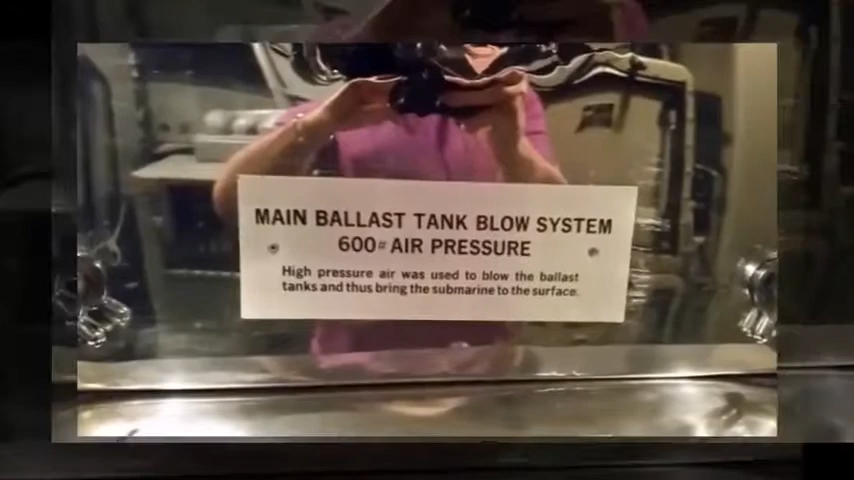 MAIN BALLAST TANK BLOW SYSTEM
600# AIR PRESSURE
High pressure air was used to blow the ballast
tanks and thus bring the submarine to the surface.